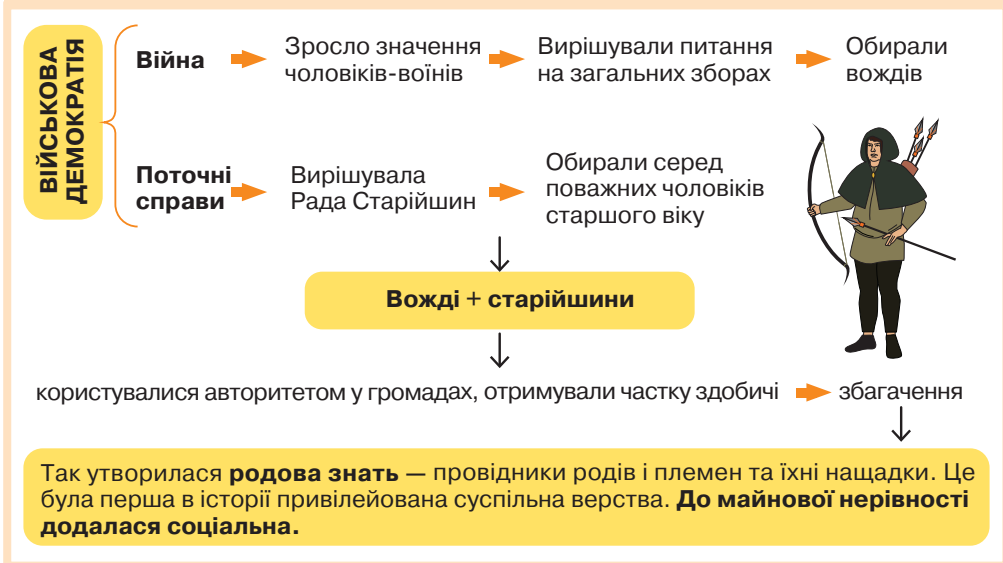 ВІЙСЬКОВА
ДЕМОКРАТІЯ
Війна
Зросло значення
чоловіків-воїнів
Вирішували питання
на загальних зборах
Обирали
вождів
Поточні
справи
Вирішувала
Рада Старійшин
Обирали серед
поважних чоловіків
старшого віку
Вожді + старійшини
користувалися авторитетом у громадах, отримували частку здобичі
збагачення
Так утворилася родова знать — провідники родів і племен та їхні нащадки. Це
була перша в історії привілейована суспільна верства. До майнової нерівності
додалася соціальна.